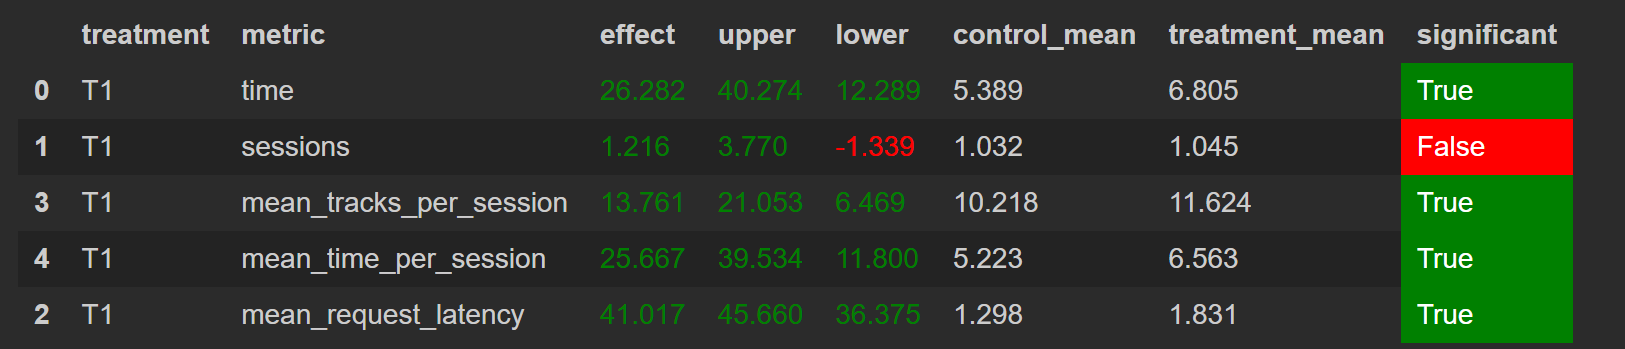 treatment metric effect upper lower control_mean treatment_mean significant
0 T1 time 26.282 40.274 12.289 5.389 6.805 True
1 T1 sessions 1.216 3.770 -1.339 1.032 1.045 False
3 T1 mean_tracks_per_session 13.761 21.053 6.469 10.218 11.624 True
4 T1 mean_time_per_session 25.667 39.534 11.800 5.223 6.563 True
2 T1 mean_request_latency 41.017 45.660 36.375 1.298 1.831 True